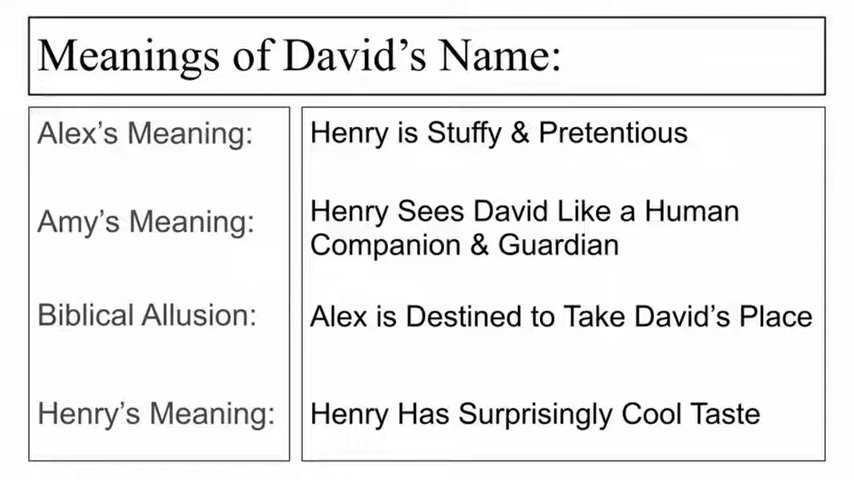 Meanings of David’s Name:
Alex’s Meaning:
Henry is Stuffy & Pretentious
Amy’s Meaning:
Henry Sees David Like a Human
Companion & Guardian
Biblical Allusion:
Alex is Destined to Take David’s Place
Henry’s Meaning:
Henry Has Surprisingly Cool Taste